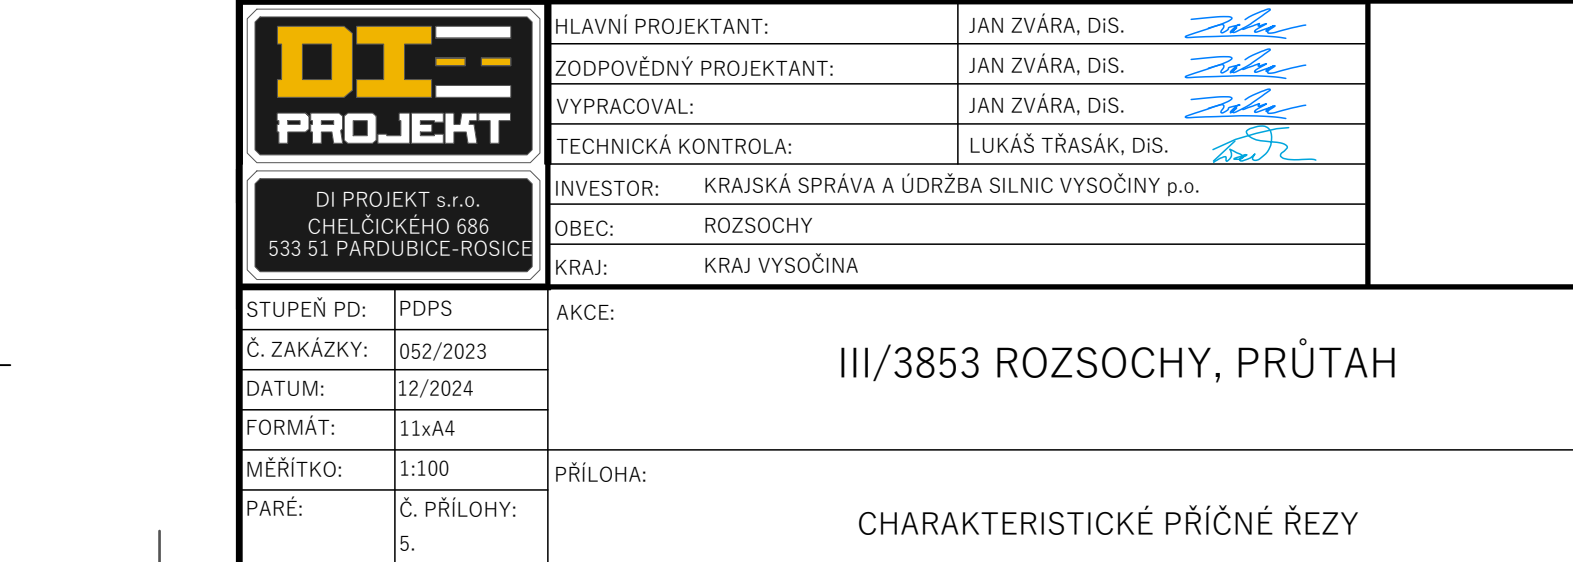 DI PROJEKT
HLAVNÍ PROJEKTANT: JAN ZVÁRA, DiS.
ZODPOVĚDNÝ PROJEKTANT: JAN ZVÁRA, DiS.
VYPRACOVAL: JAN ZVÁRA, DiS.
TECHNICKÁ KONTROLA: LUKÁŠ TŘASÁK, DiS.
DI PROJEKT s.r.o.
CHELČICKÉHO 686
533 51 PARDUBICE-ROSICE
INVESTOR: KRAJSKÁ SPRÁVA A ÚDRŽBA SILNIC VYSOČINY p.o.
OBEC: ROZSOCHY
KRAJ: KRAJ VYSOČINA
STUPEŇ PD: PDPS
Č. ZAKÁZKY: 052/2023
DATUM: 12/2024
FORMÁT: 11xA4
MĚŘÍTKO: 1:100
PARÉ: Č. PŘÍLOHY:
5.
AKCE:
III/3853 ROZSOCHY, PRŮTAH
PŘÍLOHA:
CHARAKTERISTICKÉ PŘÍČNÉ ŘEZY